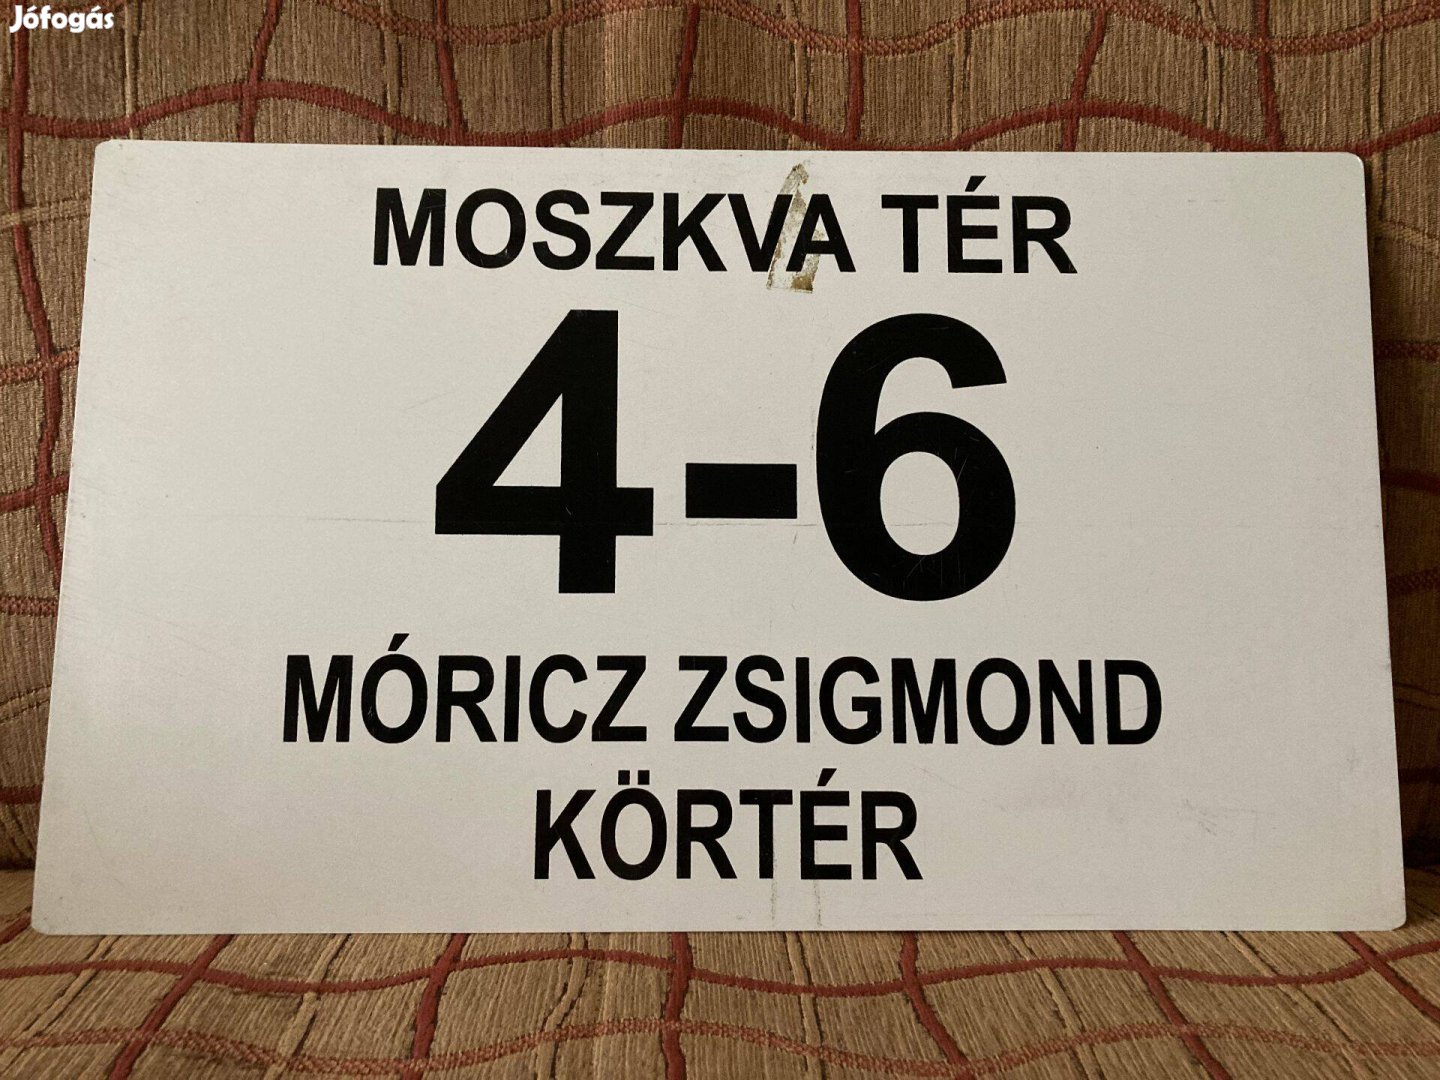 Jófogás
MOSZKVA TÉR
4-6
MÓRICZ ZSIGMOND
KÖRTÉR